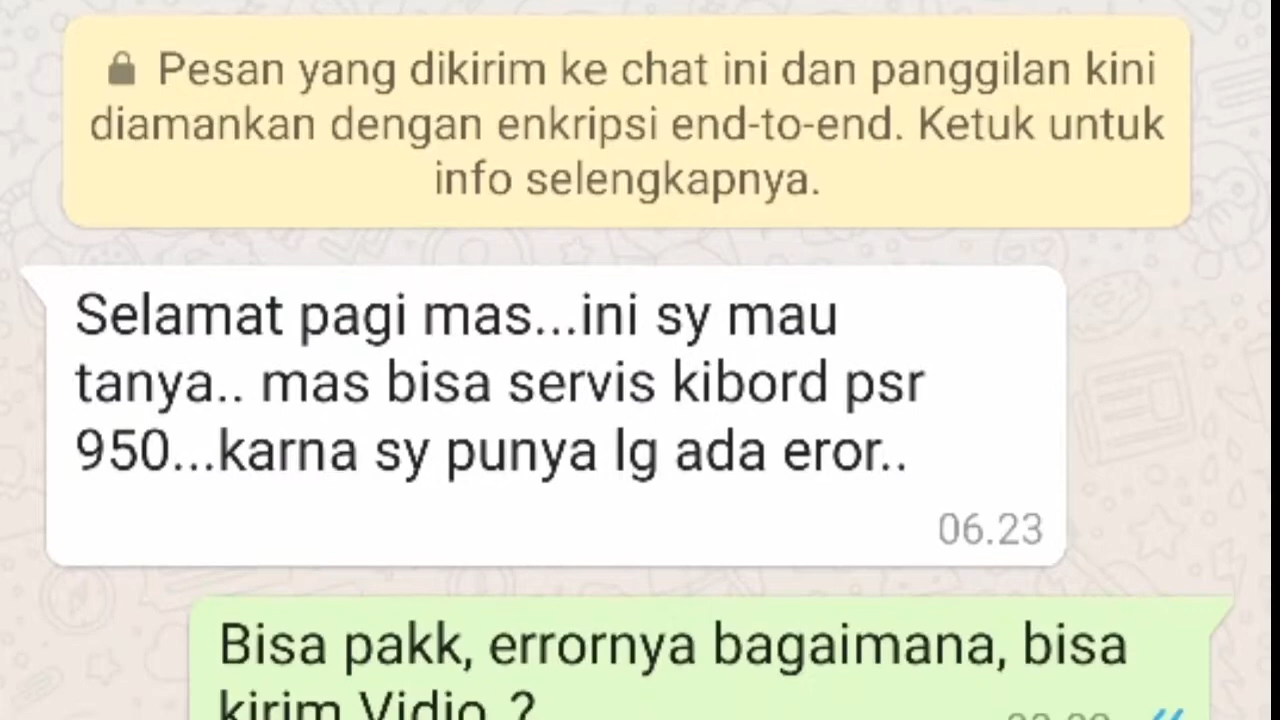 Pesan yang dikirim ke chat ini dan panggilan kini
diamankan dengan enkripsi end-to-end. Ketuk untuk
info selengkapnya.
Selamat pagi mas...ini sy mau
tanya.. mas bisa servis kibord psr
950...karna sy punya lg ada eror..
06.23
Bisa pakk, errornya bagaimana, bisa
kirim Vidio ?